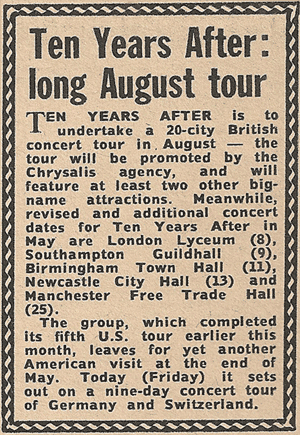 Ten Years After:
long August tour
TEN YEARS AFTER is to
undertake a 20-city British
concert tour in August — the
tour will be promoted by the
Chrysalis agency, and will
feature at least two other big-
name attractions. Meanwhile,
revised and additional concert
dates for Ten Years After in
May are London Lyceum (8),
Southampton Guildhall (9),
Birmingham Town Hall (11),
Newcastle City Hall (13) and
Manchester Free Trade Hall
(25).
The group, which completed
its fifth U.S. tour earlier this
month, leaves for yet another
American visit at the end of
May. Today (Friday) it sets
out on a nine-day concert tour
of Germany and Switzerland.